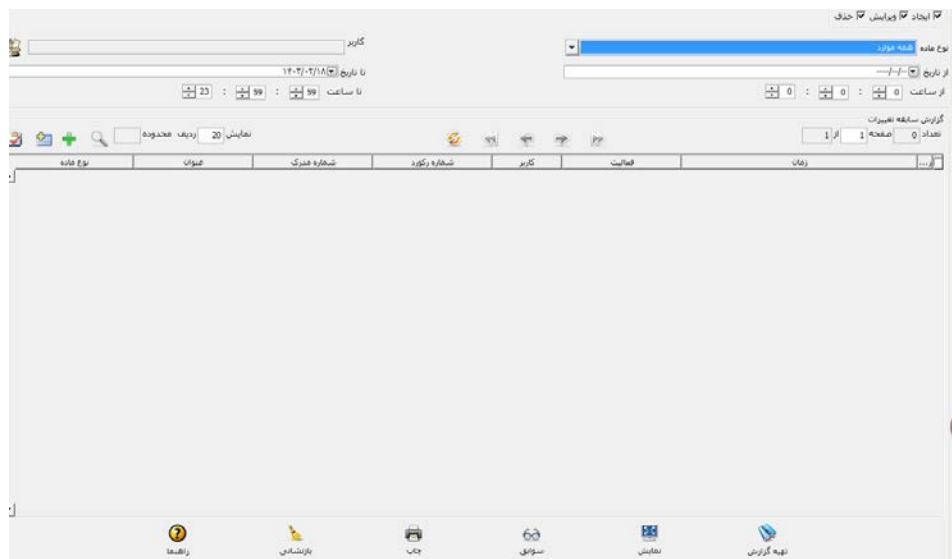 ایجاد ویرایش حذف
نوع ماده همه موارد کاربر
از تاریخ --/--/---- تا تاریخ ۱۴۰۳/۰۲/۱۸
از ساعت 0 : 0 : 0 تا ساعت 59 : 59 : 23
گزارش سابقه تغییرات
تعداد 0 صفحه 1 از 1 نمایش 20 ردیف محدوده
ر... زمان فعالیت کاربر شماره رکورد شماره مدرک عنوان نوع ماده
تهیه گزارش نمایش سوابق چاپ بازنشانی راهنما